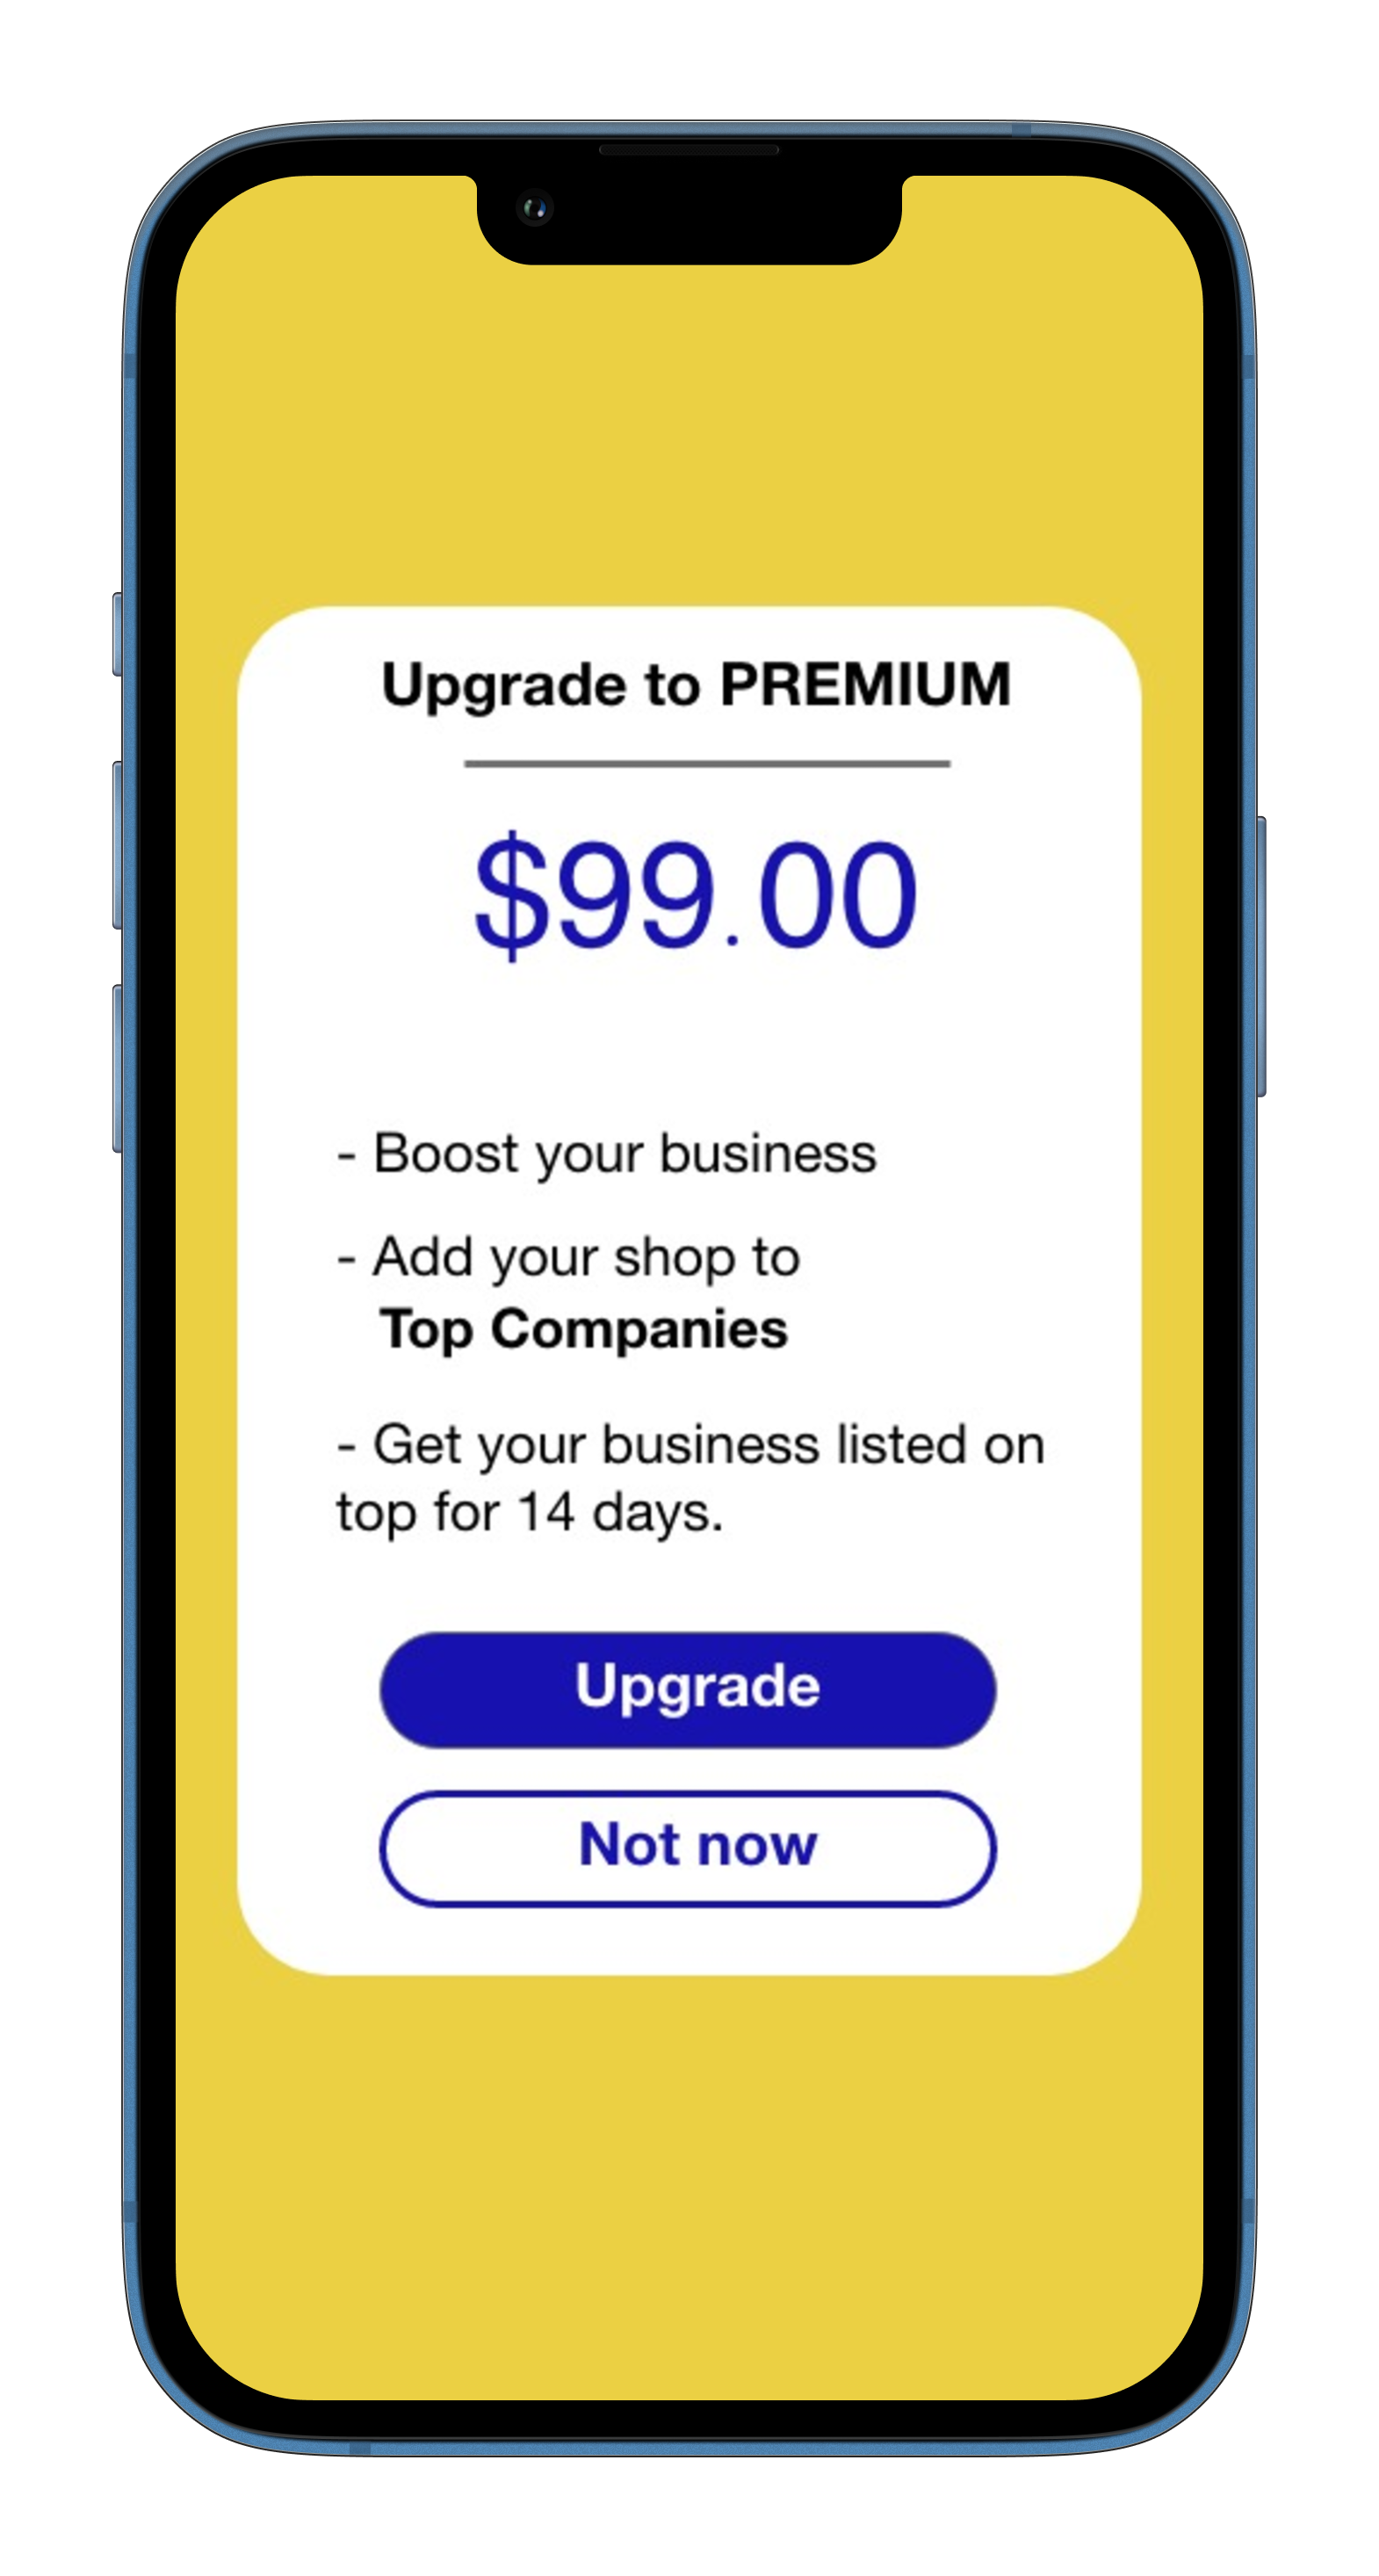 Upgrade to PREMIUM
$99.00
- Boost your business
- Add your shop to
Top Companies
- Get your business listed on
top for 14 days.
Upgrade
Not now